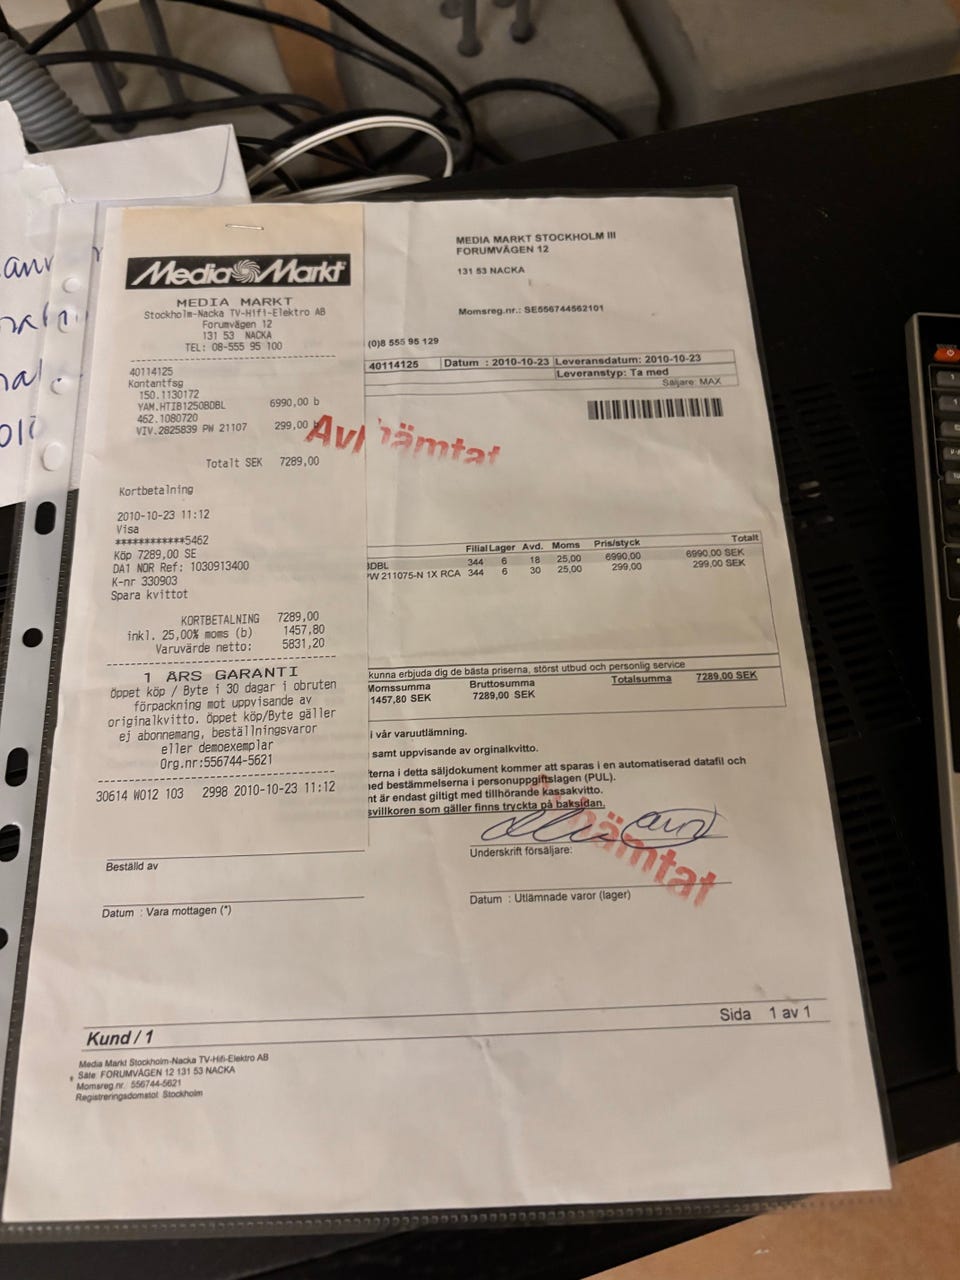 Media Markt
MEDIA MARKT
Stockholm-Nacka TV-Hifi-Elektro AB
Forumvägen 12
131 53 NACKA
TEL: 08-555 95 100
40114125
Kontantfsg
150.1130172
YAM.HTIB1250BDBL 6990,00 b
462.1080720
VIV.2825839 PW 21107 299,00 b
Totalt SEK 7289,00
Kortbetalning
2010-10-23 11:12
Visa
************5462
Köp 7289,00 SE
DA1 NOR Ref: 1030913400
K-nr 330903
Spara kvittot
KORTBETALNING 7289,00
inkl. 25,00% moms (b) 1457,80
Varuvärde netto: 5831,20
1 ÅRS GARANTI
Öppet köp / Byte i 30 dagar i obruten
förpackning mot uppvisande av
originalkvitto. Öppet köp/Byte gäller
ej abonnemang, beställningsvaror
eller demoexemplar
Org.nr:556744-5621
30614 W012 103 2998 2010-10-23 11:12
MEDIA MARKT STOCKHOLM III
FORUMVÄGEN 12
131 53 NACKA
Momsreg.nr.: SE556744562101
(0)8 555 95 129
40114125 Datum : 2010-10-23 Leveransdatum: 2010-10-23
Leveranstyp: Ta med
Säljare: MAX
Avhämtat
Filial Lager Avd. Moms Pris/styck Totalt
BDBL 344 6 18 25,00 6990,00 6990,00 SEK
PW 211075-N 1X RCA 344 6 30 25,00 299,00 299,00 SEK
kunna erbjuda dig de bästa priserna, störst utbud och personlig service
Momssumma Bruttosumma Totalsumma 7289,00 SEK
1457,80 SEK 7289,00 SEK
i vår varuutlämning.
samt uppvisande av orginalkvitto.
fterna i detta säljdokument kommer att sparas i en automatiserad datafil och
ed bestämmelserna i personuppgiftslagen (PUL).
nt är endast giltigt med tillhörande kassakvitto.
svillkoren som gäller finns tryckta på baksidan.
hämtat
Underskrift försäljare:
Beställd av
Datum : Utlämnade varor (lager)
Datum : Vara mottagen (*)
Sida 1 av 1
Kund / 1
Media Markt Stockholm-Nacka TV-Hifi-Elektro AB
Säte: FORUMVÄGEN 12 131 53 NACKA
Momsreg.nr. 556744-5621
Registreringsdomstol Stockholm